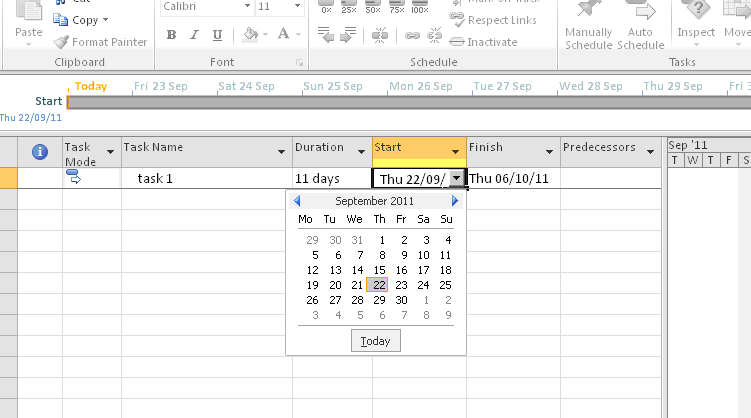 Cut
Calibri 11
0% 25% 50% 75% 100%
Mark on Track
Paste
Copy
Respect Links
Manually Schedule
Auto Schedule
Inspect
Move
Format Painter
B I U A
Inactivate
Clipboard
Font
Schedule
Tasks
Today Fri 23 Sep Sat 24 Sep Sun 25 Sep Mon 26 Sep Tue 27 Sep Wed 28 Sep Thu 29 Sep Fri 3
Start
Thu 22/09/11
Task Mode Task Name Duration Start Finish Predecessors Sep '11
T W T F S
task 1 11 days Thu 22/09/ Thu 06/10/11
September 2011
Mo Tu We Th Fr Sa Su
29 30 31 1 2 3 4
5 6 7 8 9 10 11
12 13 14 15 16 17 18
19 20 21 22 23 24 25
26 27 28 29 30 1 2
3 4 5 6 7 8 9
Today